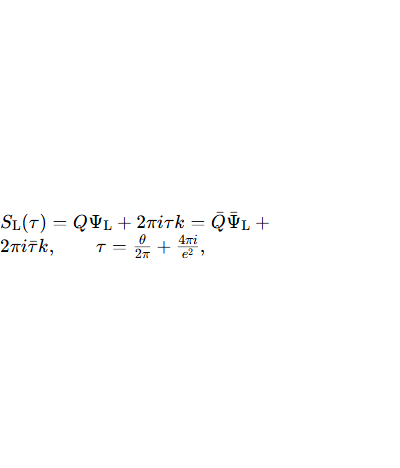 S_L(τ) = QΨ_L + 2πiτk = Q̄Ψ̄_L +
2πiτ̄k, τ = θ/2π + 4πi/e²,